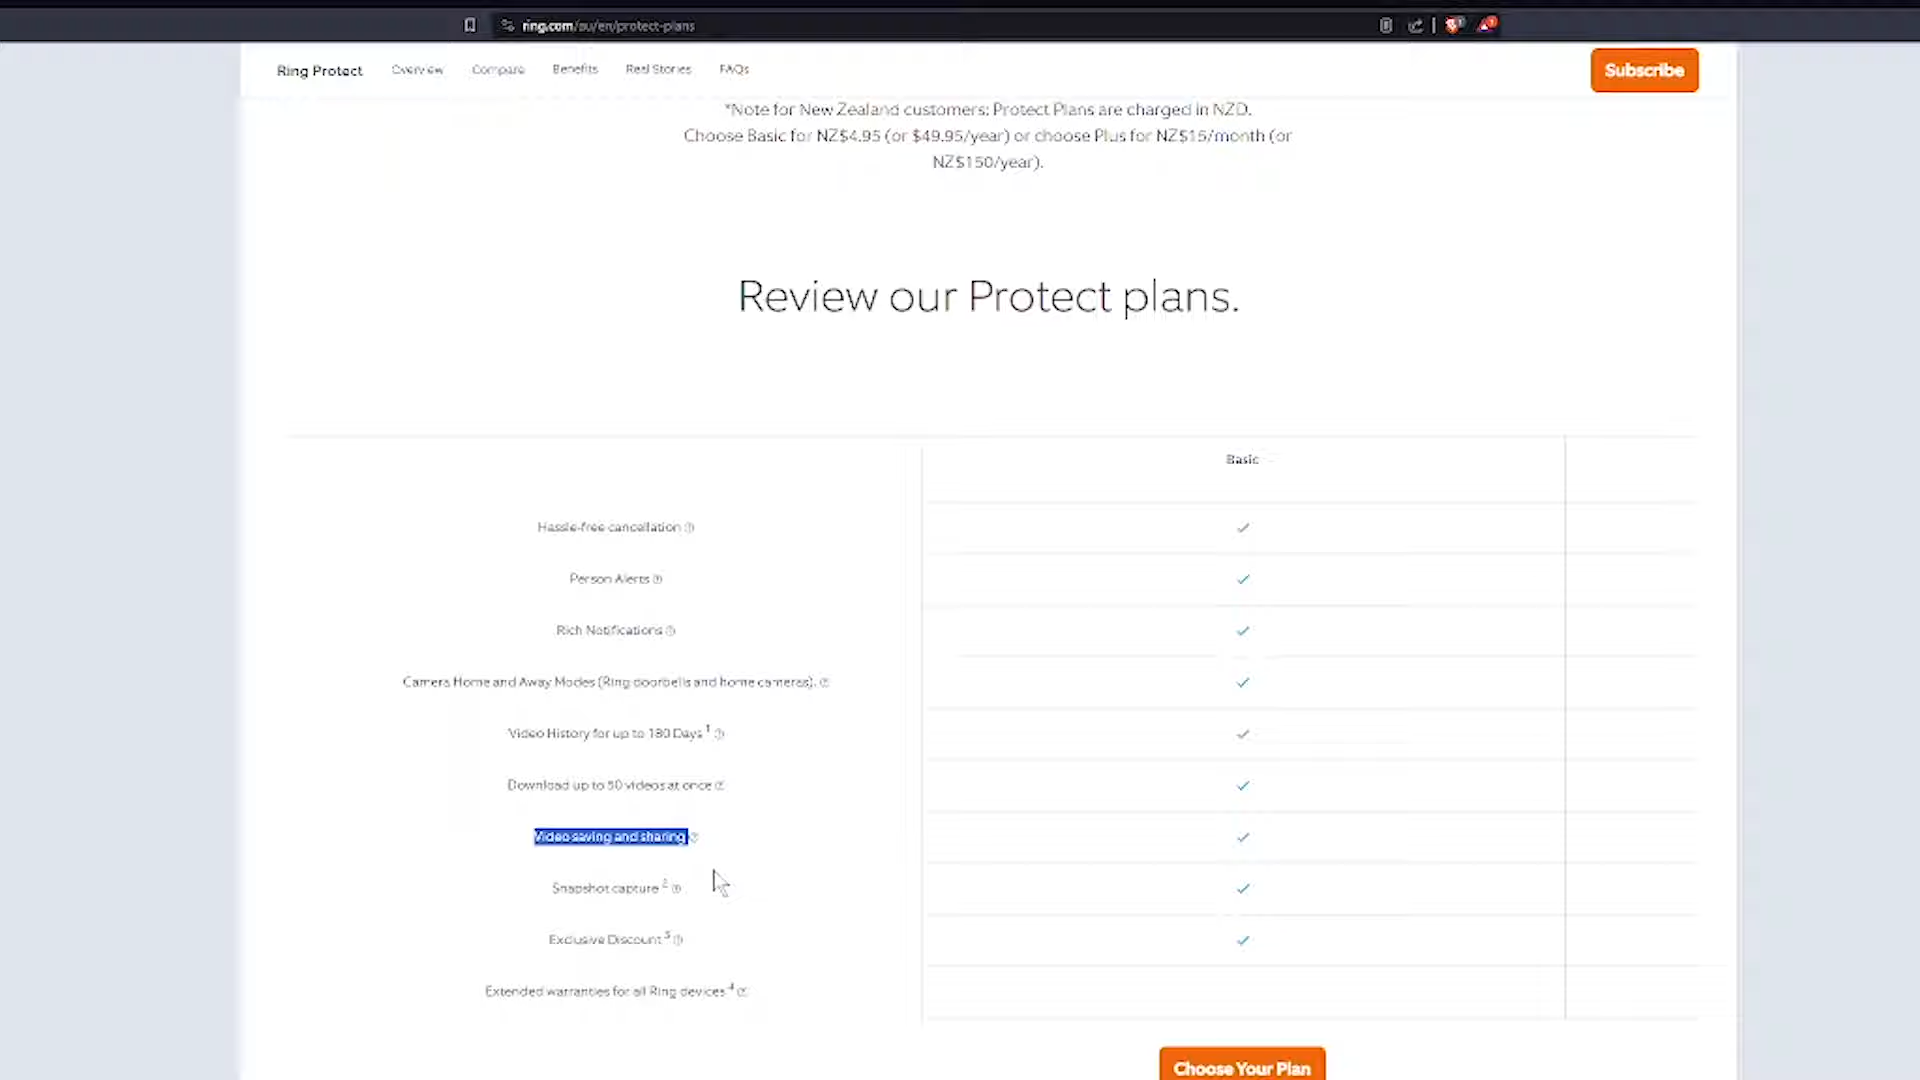 ring.com/au/en/protect-plans
Ring Protect
Overview
Compare
Benefits
Real Stories
FAQs
Subscribe
*Note for New Zealand customers: Protect Plans are charged in NZD.
Choose Basic for NZ$4.95 (or $49.95/year) or choose Plus for NZ$15/month (or
NZ$150/year).
Review our Protect plans.
Basic
Hassle-free cancellation
Person Alerts
Rich Notifications
Camera Home and Away Modes (Ring doorbells and home cameras).
Video History for up to 180 Days 1
Download up to 50 videos at once
Video saving and sharing
Snapshot capture 2
Exclusive Discount 3
Extended warranties for all Ring devices 4
Choose Your Plan